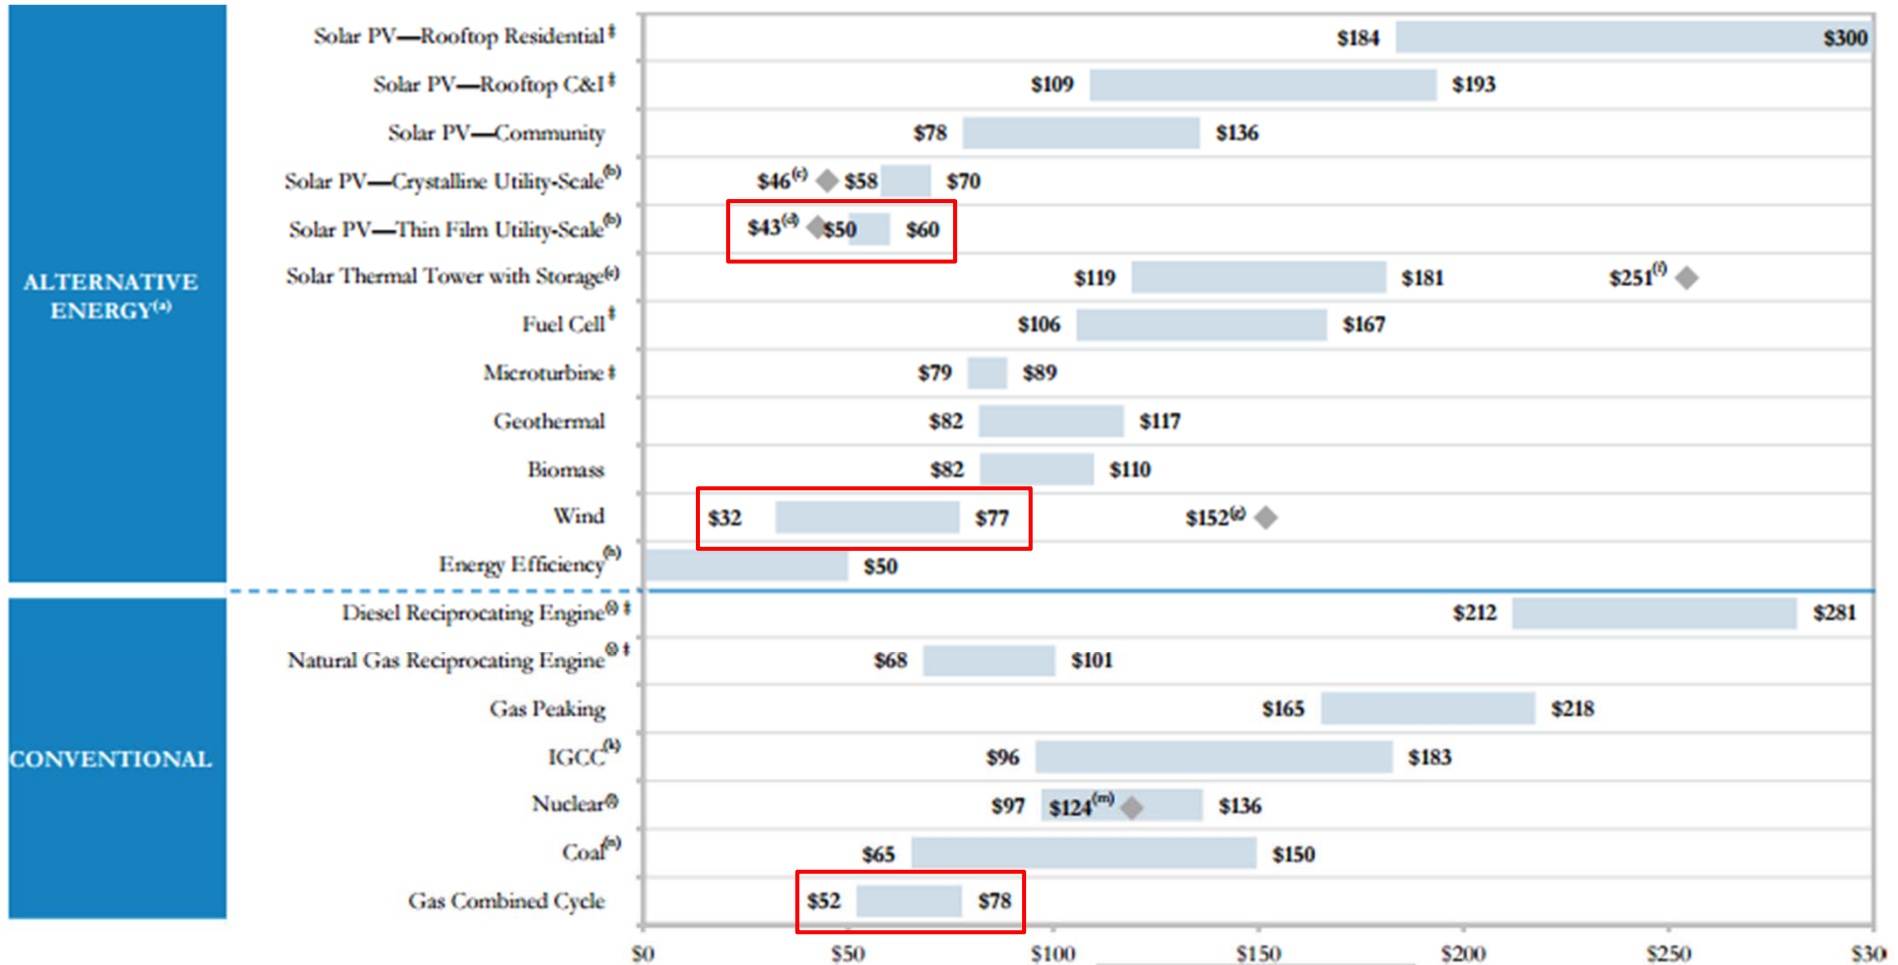 Solar PV—Rooftop Residential‡ $184 $300
Solar PV—Rooftop C&I‡ $109 $193
Solar PV—Community $78 $136
Solar PV—Crystalline Utility-Scale(b) $46(c) $58 $70
Solar PV—Thin Film Utility-Scale(b) $43(d) $50 $60
Solar Thermal Tower with Storage(e) $119 $181 $251(f)
ALTERNATIVE
ENERGY(a)
Fuel Cell‡ $106 $167
Microturbine‡ $79 $89
Geothermal $82 $117
Biomass $82 $110
Wind $32 $77 $152(g)
Energy Efficiency(h) $50
Diesel Reciprocating Engine ‡ $212 $281
Natural Gas Reciprocating Engine ‡ $68 $101
Gas Peaking $165 $218
IGCC(k) $96 $183
CONVENTIONAL
Nuclear $97 $124(m) $136
Coal(n) $65 $150
Gas Combined Cycle $52 $78
$0 $50 $100 $150 $200 $250 $30